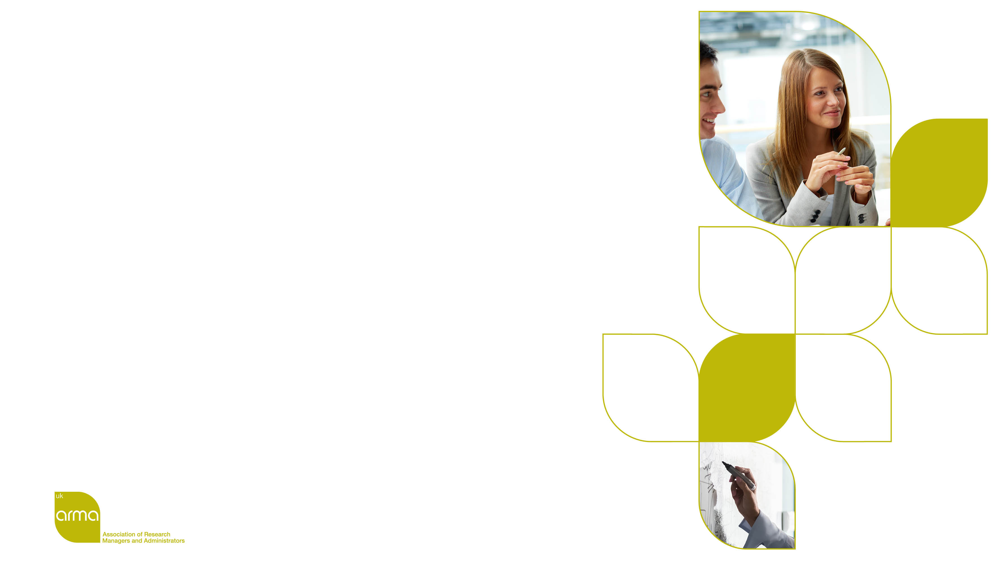 uk
arma
Association of Research
Managers and Administrators